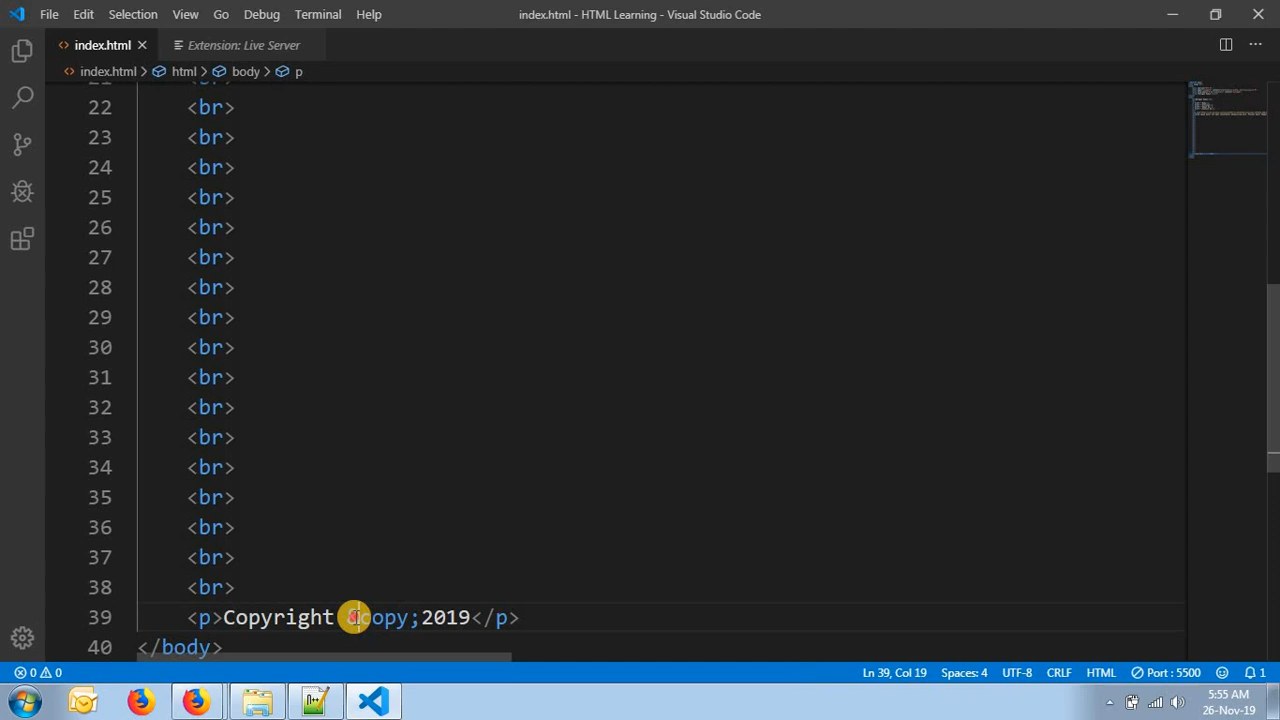 File Edit Selection View Go Debug Terminal Help index.html - HTML Learning - Visual Studio Code
index.html Extension: Live Server
index.html html body p
22 <br>
23 <br>
24 <br>
25 <br>
26 <br>
27 <br>
28 <br>
29 <br>
30 <br>
31 <br>
32 <br>
33 <br>
34 <br>
35 <br>
36 <br>
37 <br>
38 <br>
39 <p>Copyright &copy;2019</p>
40 </body>
0 0 Ln 39, Col 19 Spaces: 4 UTF-8 CRLF HTML Port : 5500 1
5:55 AM
26-Nov-19